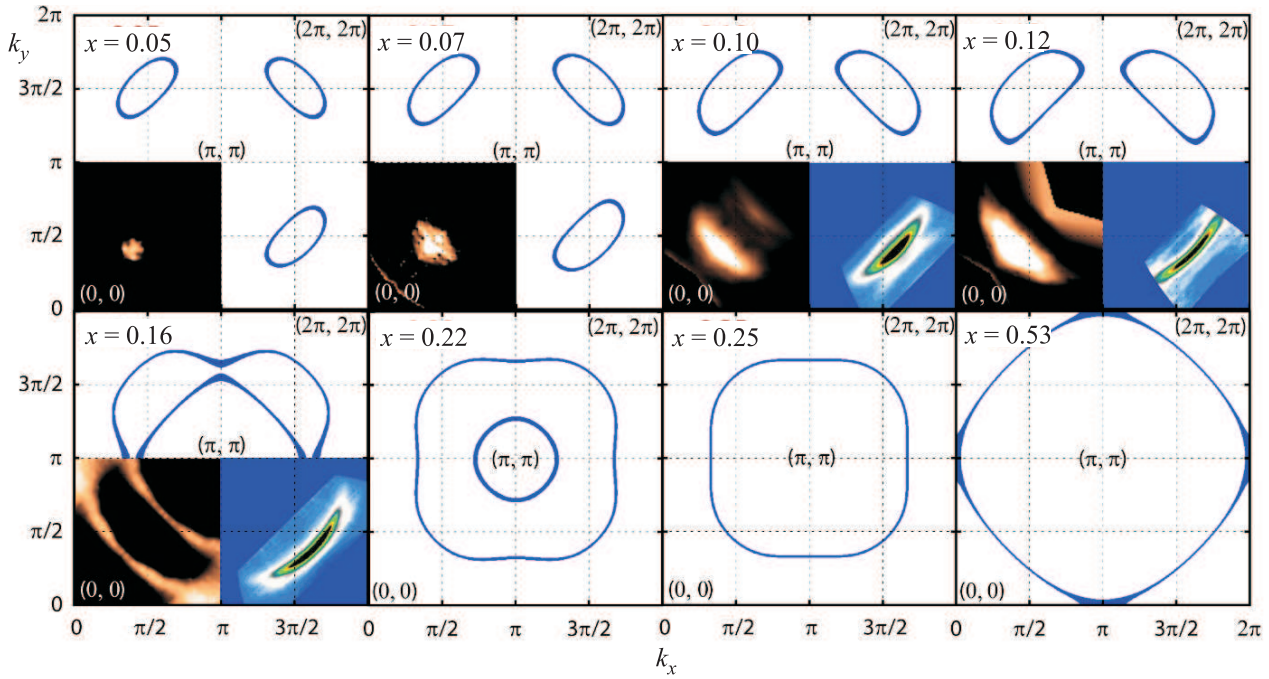 2π
k_y
x = 0.05
(2π, 2π)
x = 0.07
(2π, 2π)
x = 0.10
(2π, 2π)
x = 0.12
(2π, 2π)
3π/2
(π, π)
(π, π)
(π, π)
(π, π)
π
π/2
(0, 0)
(0, 0)
(0, 0)
(0, 0)
0
x = 0.16
(2π, 2π)
x = 0.22
(2π, 2π)
x = 0.25
(2π, 2π)
x = 0.53
(2π, 2π)
3π/2
(π, π)
(π, π)
(π, π)
(π, π)
π
π/2
(0, 0)
(0, 0)
(0, 0)
(0, 0)
0
0 π/2 π 3π/2 0 π/2 π 3π/2 0 π/2 π 3π/2 0 π/2 π 3π/2 2π
k_x